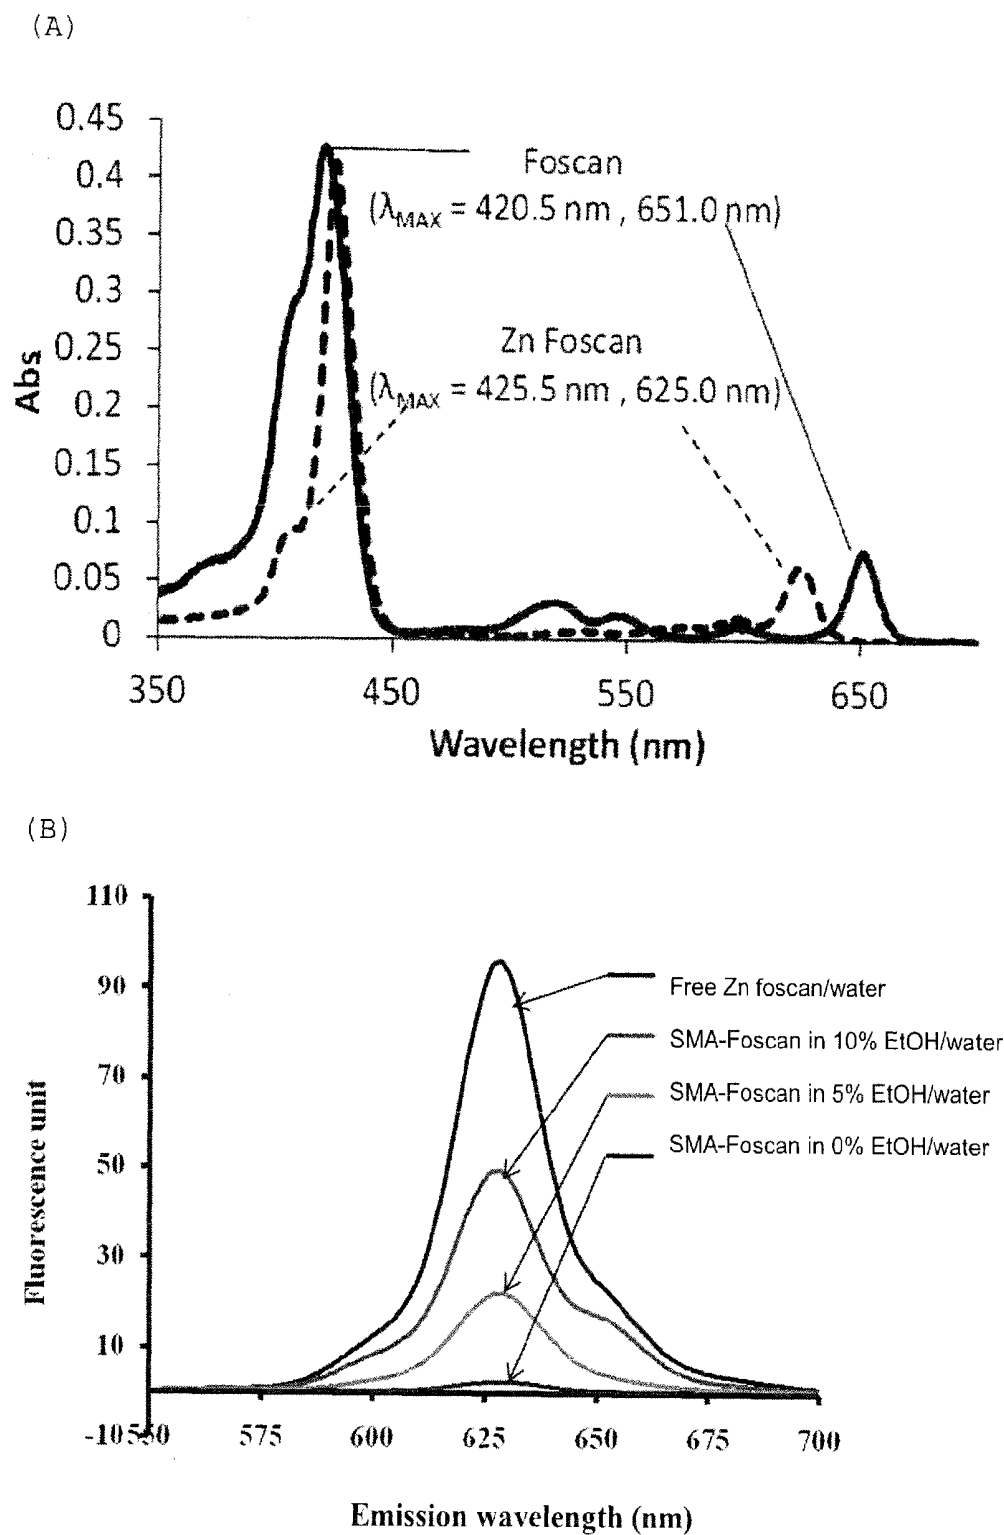 (A)
0.45
0.4
0.35
0.3
0.25
0.2
0.15
0.1
0.05
0
Abs
Foscan
(λMAX = 420.5 nm , 651.0 nm)
Zn Foscan
(λMAX = 425.5 nm , 625.0 nm)
350 450 550 650
Wavelength (nm)
(B)
110
90
70
50
30
10
-10
Fluorescence unit
Free Zn foscan/water
SMA-Foscan in 10% EtOH/water
SMA-Foscan in 5% EtOH/water
SMA-Foscan in 0% EtOH/water
550 575 600 625 650 675 700
Emission wavelength (nm)